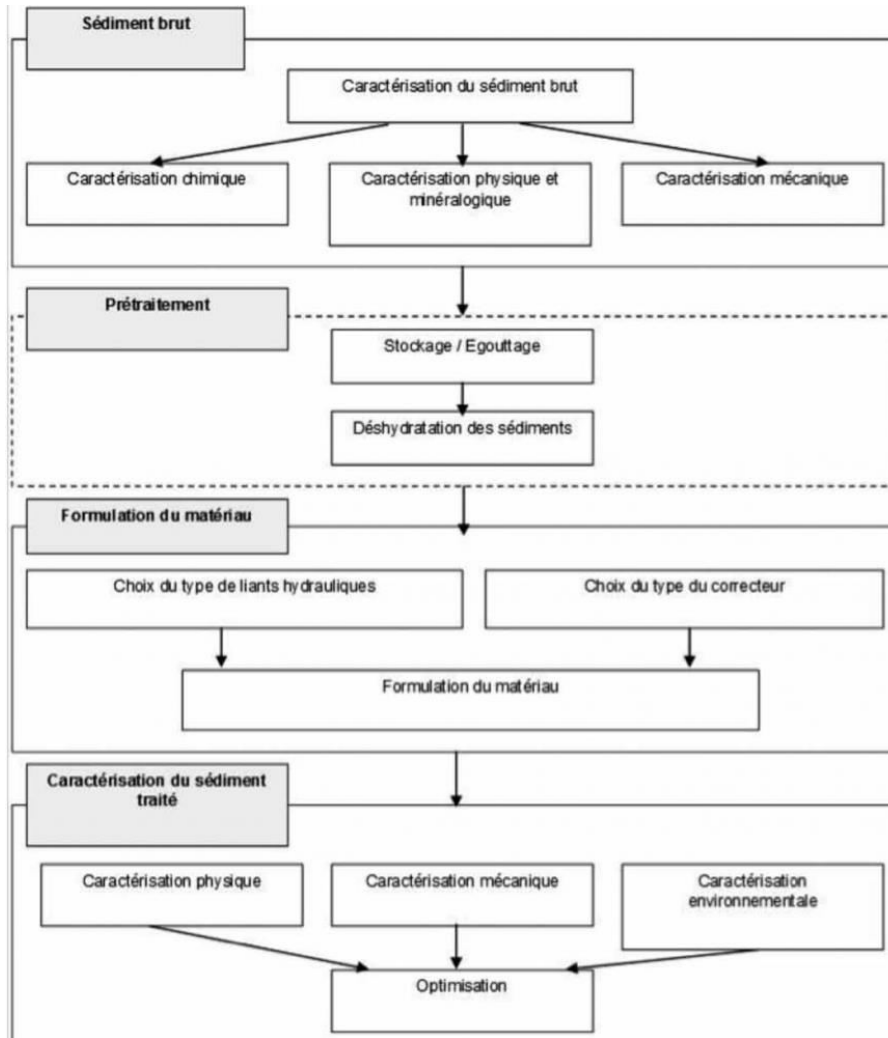 Sédiment brut
Caractérisation du sédiment brut
Caractérisation chimique
Caractérisation physique et
minéralogique
Caractérisation mécanique
Prétraitement
Stockage / Egouttage
Déshydratation des sédiments
Formulation du matériau
Choix du type de liants hydrauliques
Choix du type du correcteur
Formulation du matériau
Caractérisation du sédiment
traité
Caractérisation physique
Caractérisation mécanique
Caractérisation
environnementale
Optimisation